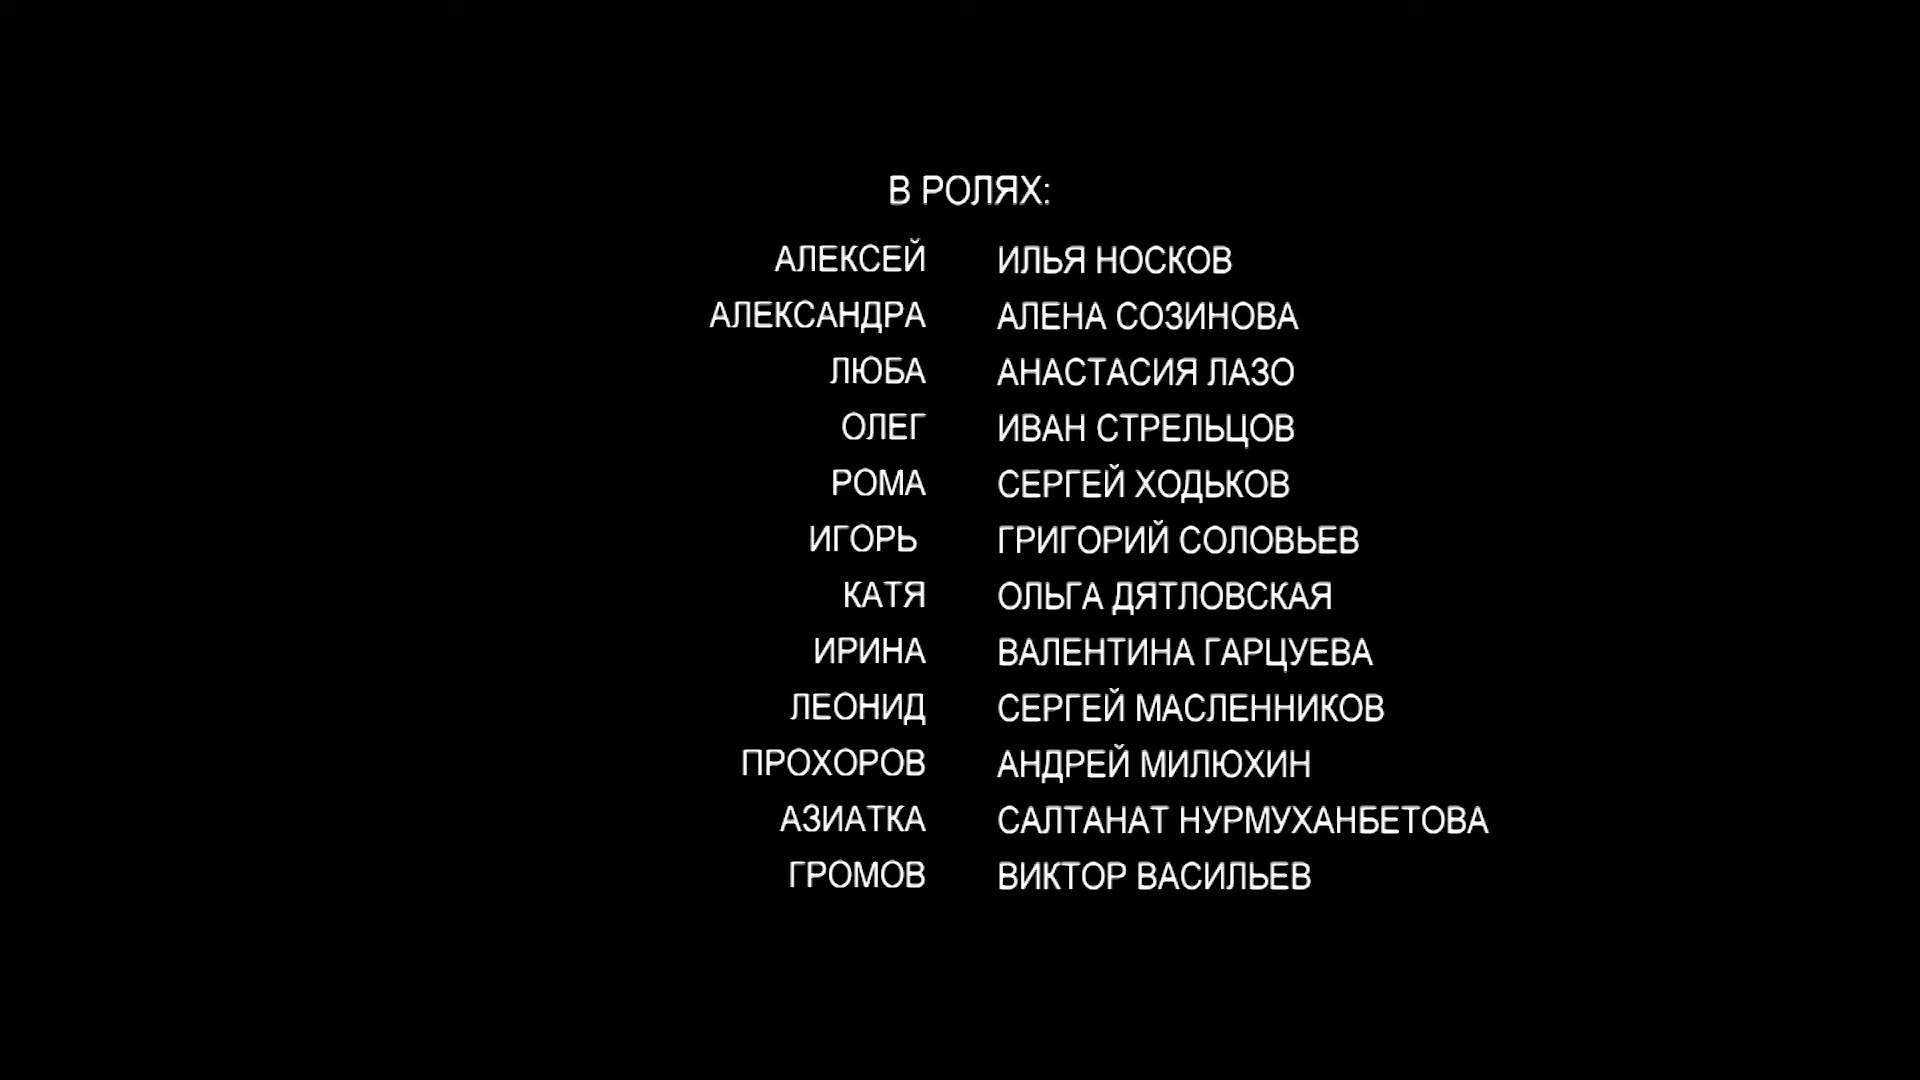 В РОЛЯХ:
АЛЕКСЕЙ ИЛЬЯ НОСКОВ
АЛЕКСАНДРА АЛЕНА СОЗИНОВА
ЛЮБА АНАСТАСИЯ ЛАЗО
ОЛЕГ ИВАН СТРЕЛЬЦОВ
РОМА СЕРГЕЙ ХОДЬКОВ
ИГОРЬ ГРИГОРИЙ СОЛОВЬЕВ
КАТЯ ОЛЬГА ДЯТЛОВСКАЯ
ИРИНА ВАЛЕНТИНА ГАРЦУЕВА
ЛЕОНИД СЕРГЕЙ МАСЛЕННИКОВ
ПРОХОРОВ АНДРЕЙ МИЛЮХИН
АЗИАТКА САЛТАНАТ НУРМУХАНБЕТОВА
ГРОМОВ ВИКТОР ВАСИЛЬЕВ